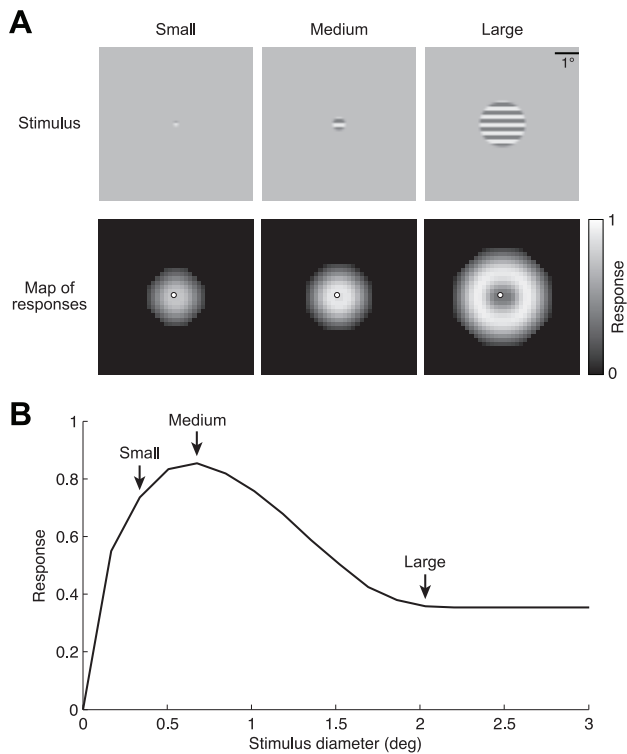 A
Small Medium Large
1°
Stimulus
Map of
responses
1
Response
0
B
1
0.8
0.6
0.4
0.2
0
Response
Small
Medium
Large
0 0.5 1 1.5 2 2.5 3
Stimulus diameter (deg)